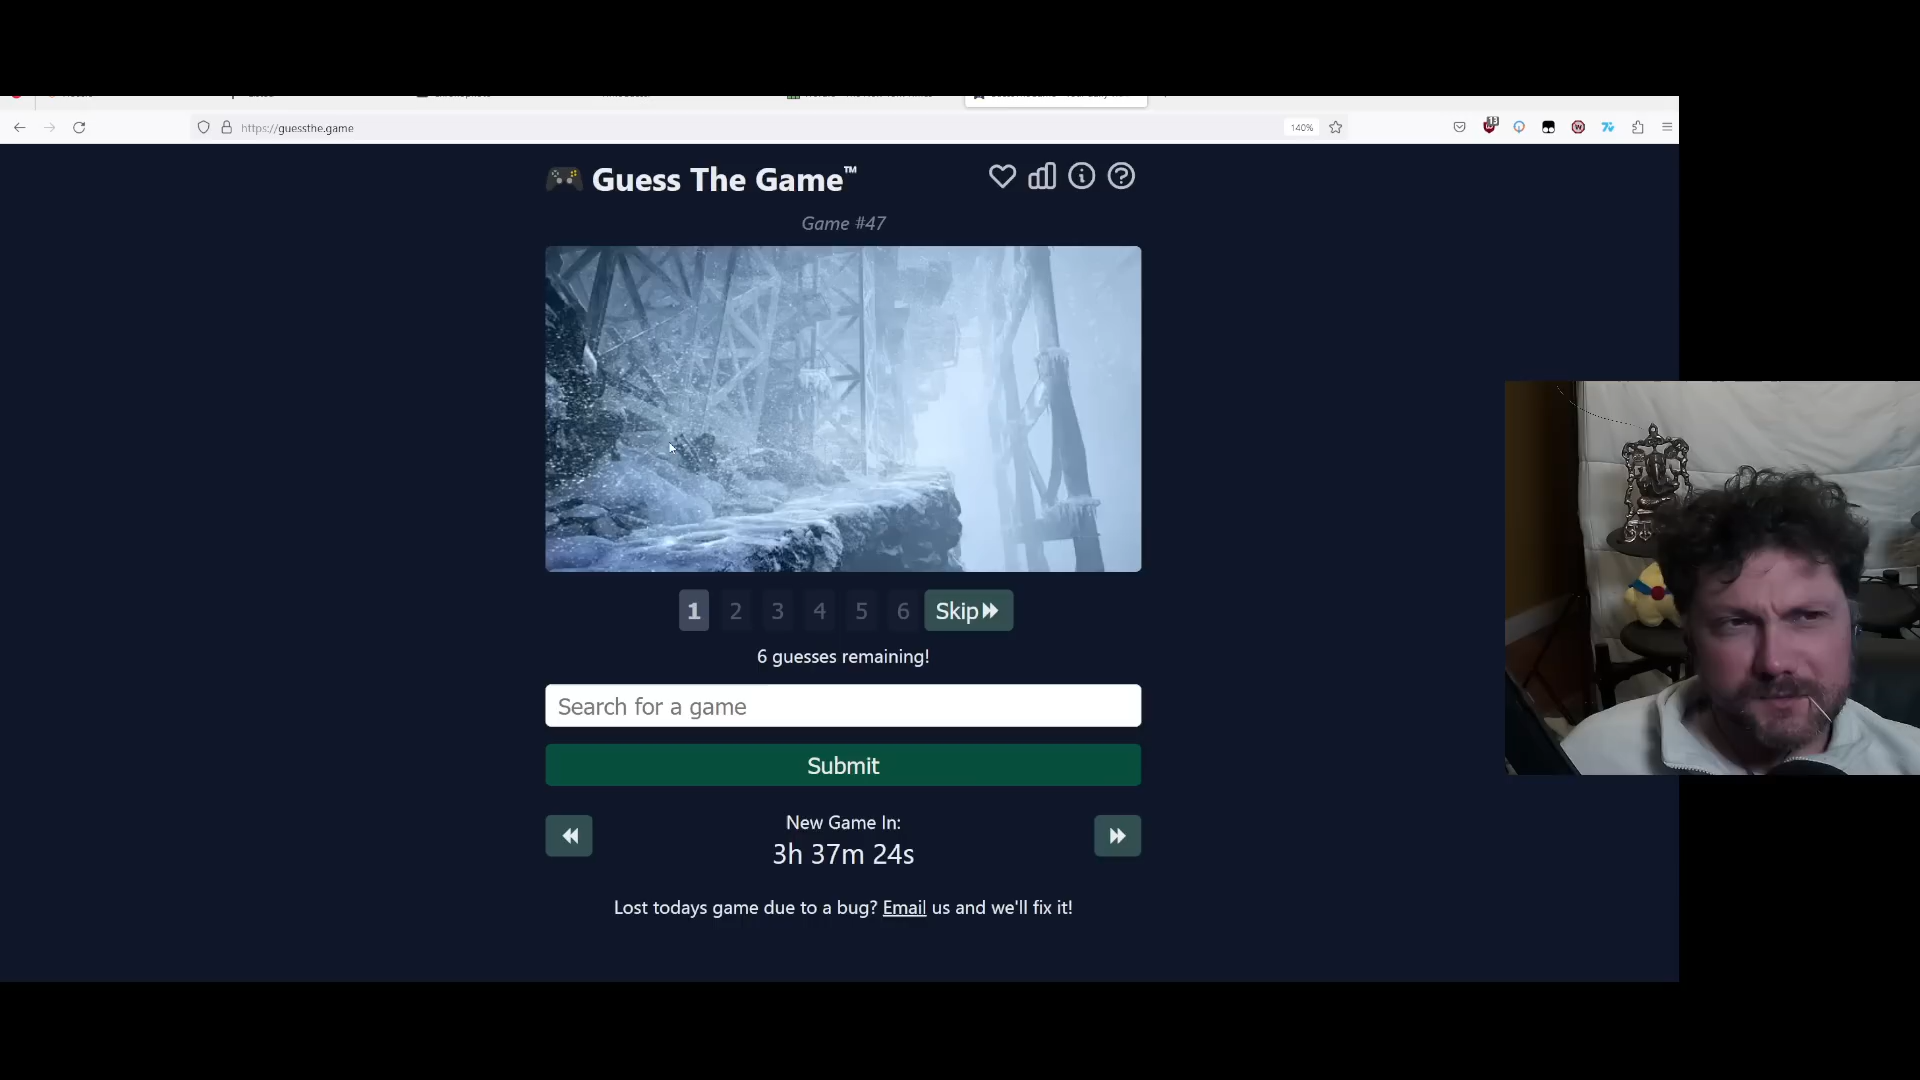 https://guessthe.game
140%
13
Guess The Game™
Game #47
1 2 3 4 5 6 Skip
6 guesses remaining!
Search for a game
Submit
New Game In:
3h 37m 24s
Lost todays game due to a bug? Email us and we'll fix it!